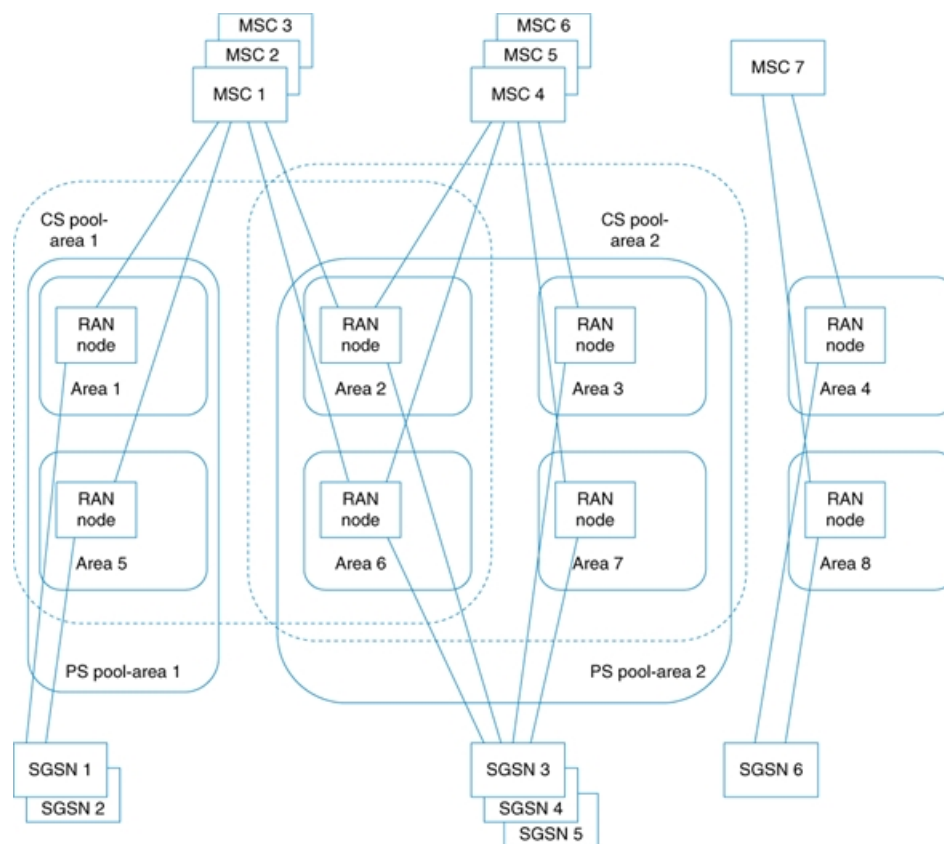 MSC 3
MSC 2
MSC 1
MSC 6
MSC 5
MSC 4
MSC 7
CS pool-
area 1
CS pool-
area 2
RAN
node
Area 1
RAN
node
Area 2
RAN
node
Area 3
RAN
node
Area 4
RAN
node
Area 5
RAN
node
Area 6
RAN
node
Area 7
RAN
node
Area 8
PS pool-area 1
PS pool-area 2
SGSN 1
SGSN 2
SGSN 3
SGSN 4
SGSN 5
SGSN 6